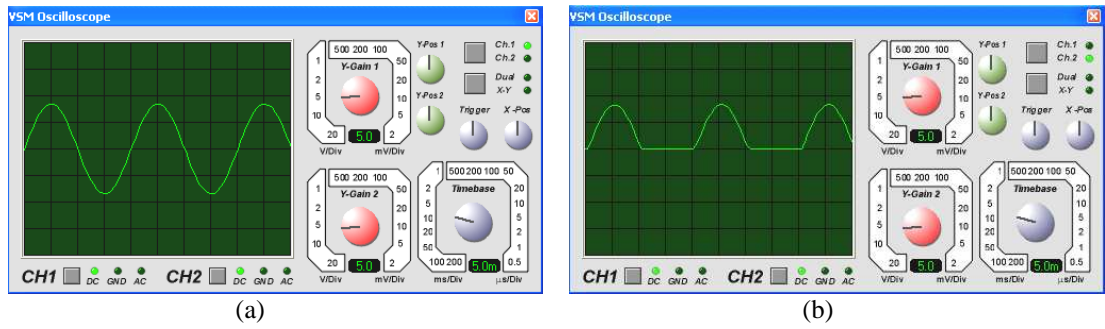 VSM Oscilloscope
500 200 100
1
2
5
10
20
50
20
10
5
2
Y-Gain 1
5.0
V/Div
mV/Div
Y-Pos 1
Y-Pos 2
Ch.1
Ch.2
Dual
X-Y
Trigger
X-Pos
500 200 100
1
2
5
10
20
50
20
10
5
2
Y-Gain 2
5.0
V/Div
mV/Div
1
500 200 100 50
2
5
10
20
50
100 200
20
10
5
2
1
0.5
Timebase
5.0m
ms/Div
µs/Div
CH1
DC GND AC
CH2
DC GND AC
(a)
VSM Oscilloscope
500 200 100
1
2
5
10
20
50
20
10
5
2
Y-Gain 1
5.0
V/Div
mV/Div
Y-Pos 1
Y-Pos 2
Ch.1
Ch.2
Dual
X-Y
Trigger
X-Pos
500 200 100
1
2
5
10
20
50
20
10
5
2
Y-Gain 2
5.0
V/Div
mV/Div
1
500 200 100 50
2
5
10
20
50
100 200
20
10
5
2
1
0.5
Timebase
5.0m
ms/Div
µs/Div
CH1
DC GND AC
CH2
DC GND AC
(b)